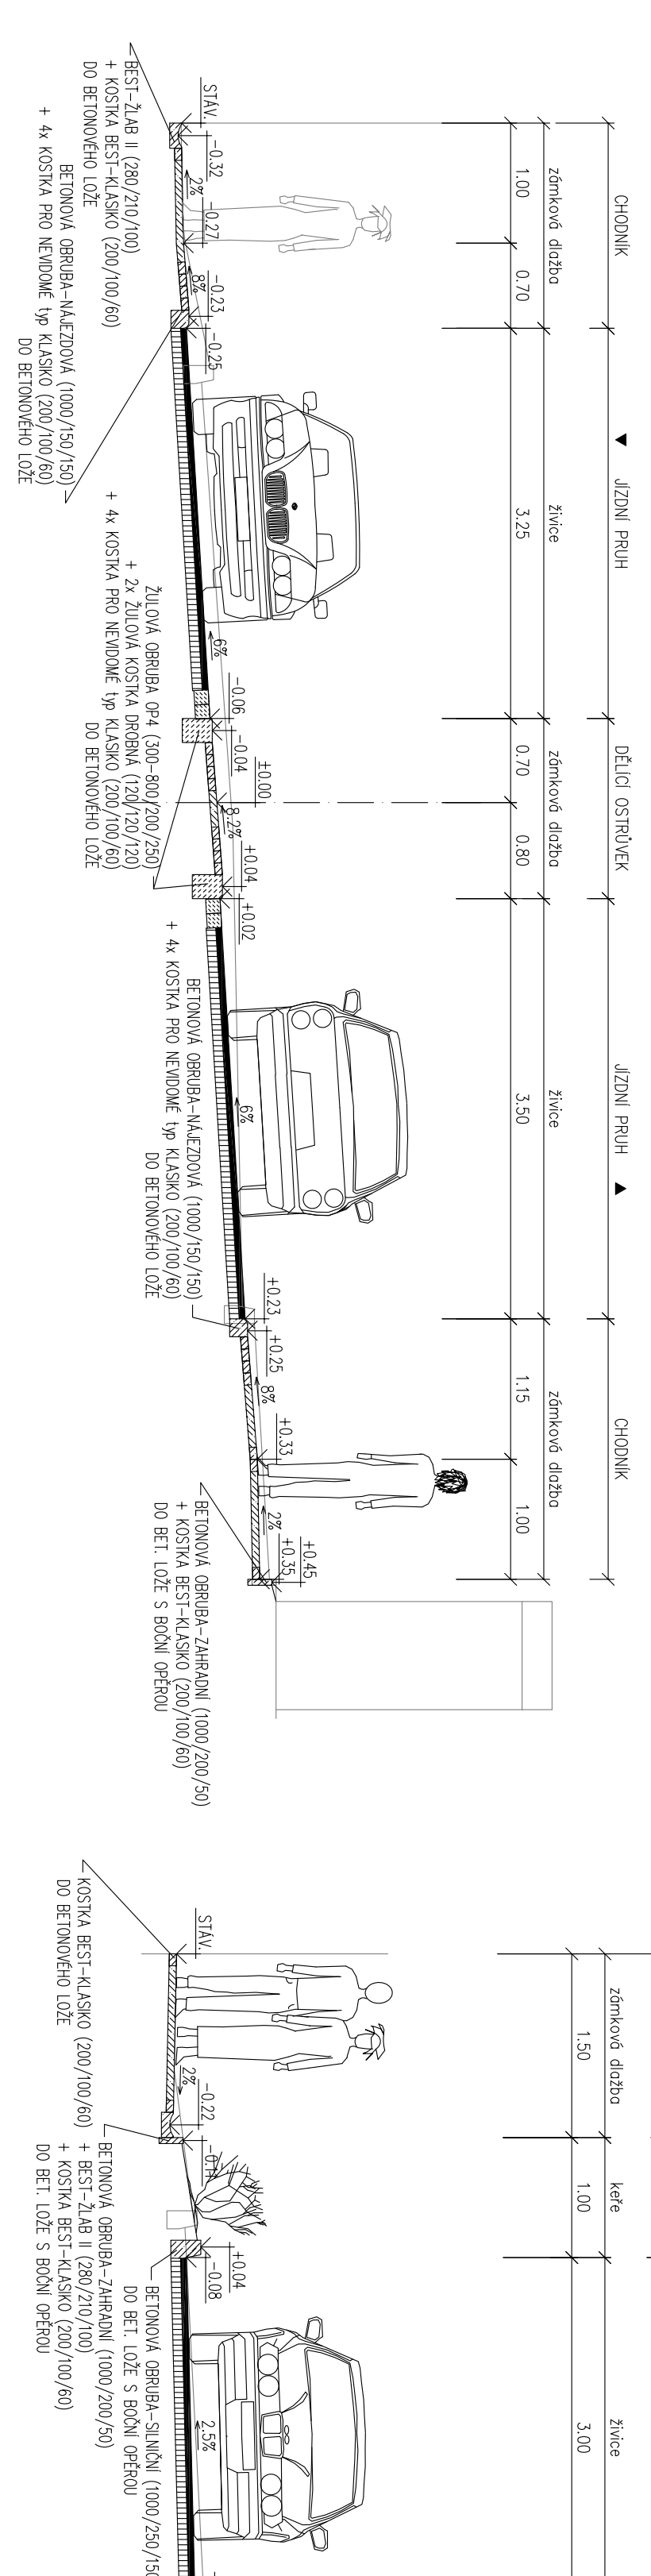 CHODNÍK
JÍZDNÍ PRUH
DĚLÍCÍ OSTRŮVEK
JÍZDNÍ PRUH
CHODNÍK
zámková dlažba
živice
zámková dlažba
živice
zámková dlažba
1.00
0.70
3.25
0.70
0.80
3.50
1.15
1.00
STÁV.
-0.32
2%
-0.27
8%
-0.23
-0.25
6%
-0.06
-0.04
±0.00
8.2%
+0.04
+0.02
6%
+0.23
+0.25
8%
+0.33
2%
+0.35
+0.45
BEST-ŽLAB II (280/210/100)
+ KOSTKA BEST-KLASIKO (200/100/60)
DO BETONOVÉHO LOŽE
BETONOVÁ OBRUBA-NÁJEZDOVÁ (1000/150/150)
+ 4x KOSTKA PRO NEVIDOMÉ typ KLASIKO (200/100/60)
DO BETONOVÉHO LOŽE
ŽULOVÁ OBRUBA OP4 (300-800/200/250)
+ 2x ŽULOVÁ KOSTKA DROBNÁ (120/120/120)
+ 4x KOSTKA PRO NEVIDOMÉ typ KLASIKO (200/100/60)
DO BETONOVÉHO LOŽE
BETONOVÁ OBRUBA-NÁJEZDOVÁ (1000/150/150)
+ 4x KOSTKA PRO NEVIDOMÉ typ KLASIKO (200/100/60)
DO BETONOVÉHO LOŽE
BETONOVÁ OBRUBA-ZAHRADNÍ (1000/200/50)
+ KOSTKA BEST-KLASIKO (200/100/60)
DO BET. LOŽE S BOČNÍ OPĚROU
zámková dlažba
keře
živice
1.50
1.00
3.00
STÁV.
2%
-0.22
+0.04
-0.08
2.5%
KOSTKA BEST-KLASIKO (200/100/60)
DO BETONOVÉHO LOŽE
BETONOVÁ OBRUBA-ZAHRADNÍ (1000/200/50)
+ BEST-ŽLAB II (280/210/100)
+ KOSTKA BEST-KLASIKO (200/100/60)
DO BET. LOŽE S BOČNÍ OPĚROU
BETONOVÁ OBRUBA-SILNIČNÍ (1000/250/150
DO BET. LOŽE S BOČNÍ OPĚROU